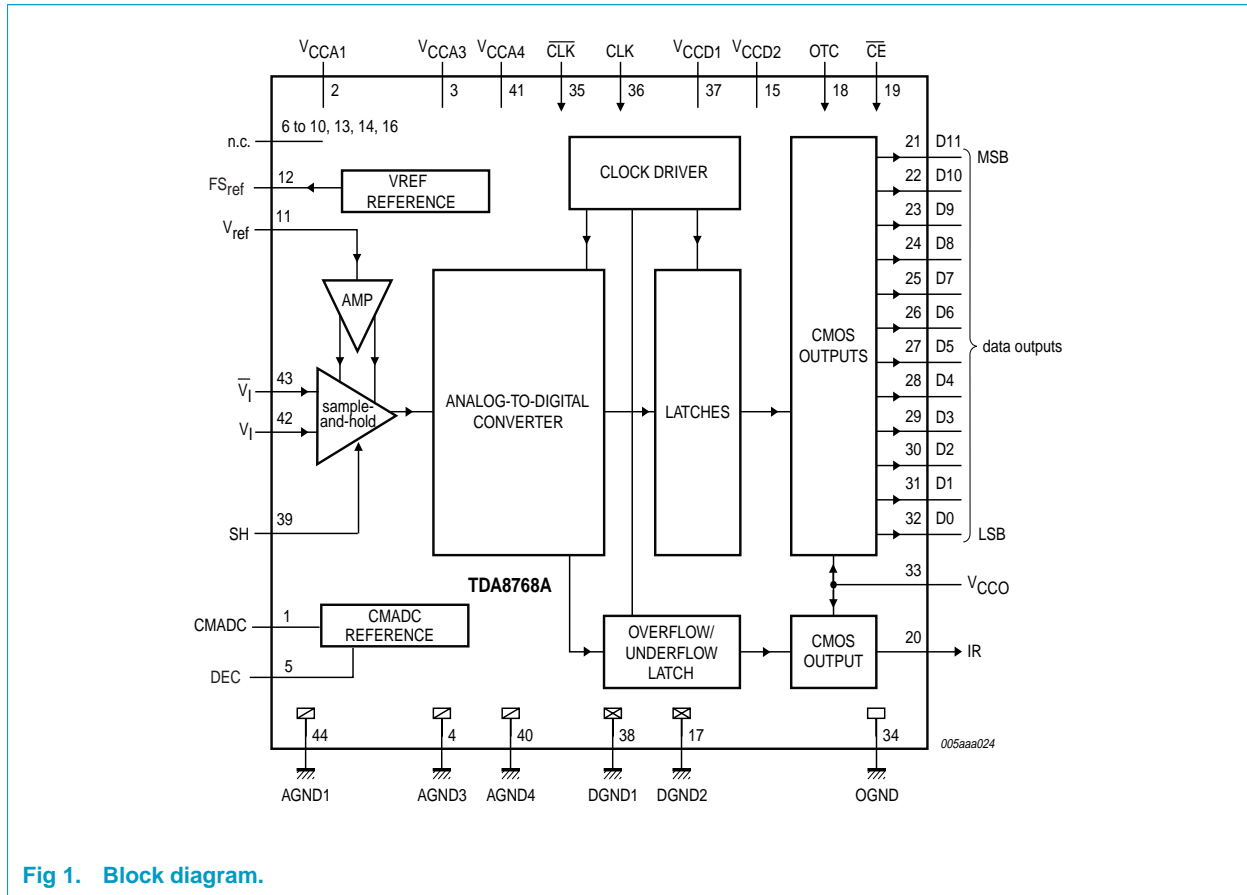 VCCA1 VCCA3 VCCA4 CLK CLK VCCD1 VCCD2 OTC CE
2 3 41 35 36 37 15 18 19
n.c. 6 to 10, 13, 14, 16
FSref 12
VREF REFERENCE
Vref 11
AMP
VI 43
VI 42
sample-and-hold
SH 39
CLOCK DRIVER
ANALOG-TO-DIGITAL
CONVERTER
LATCHES
CMOS
OUTPUTS
21 D11 MSB
22 D10
23 D9
24 D8
25 D7
26 D6
27 D5
28 D4
29 D3
30 D2
31 D1
32 D0 LSB
data outputs
33 VCCO
TDA8768A
CMADC 1
CMADC
REFERENCE
DEC 5
OVERFLOW/
UNDERFLOW
LATCH
CMOS
OUTPUT
20 IR
44 4 40 38 17 34
005aaa024
AGND1 AGND3 AGND4 DGND1 DGND2 OGND
Fig 1. Block diagram.